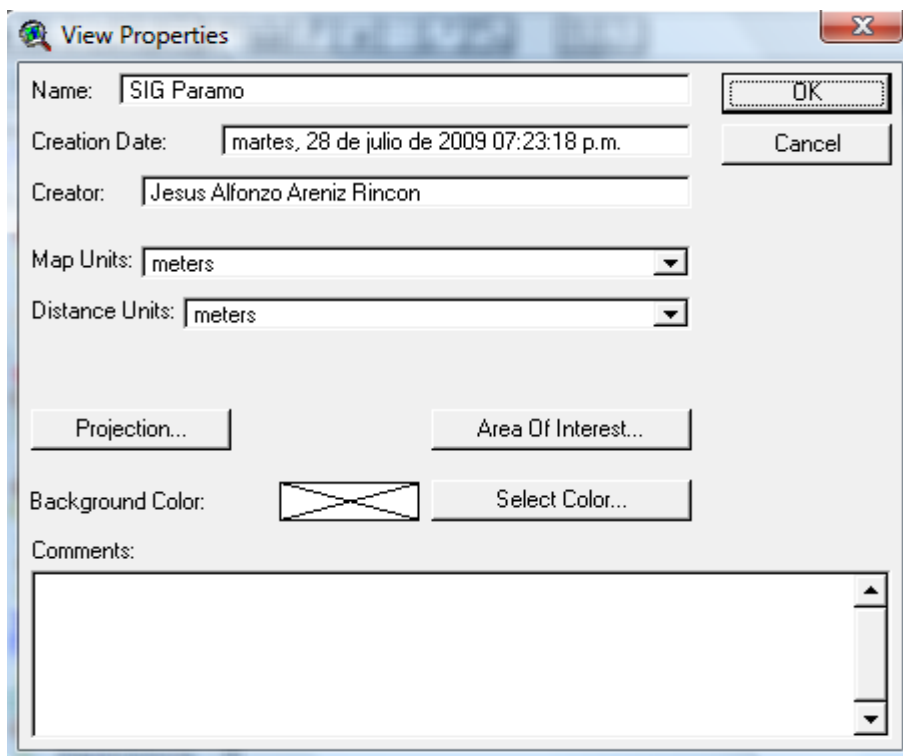 View Properties
Name: SIG Paramo
OK
Creation Date: martes, 28 de julio de 2009 07:23:18 p.m.
Cancel
Creator: Jesus Alfonzo Areniz Rincon
Map Units: meters
Distance Units: meters
Projection...
Area Of Interest...
Background Color:
Select Color...
Comments: